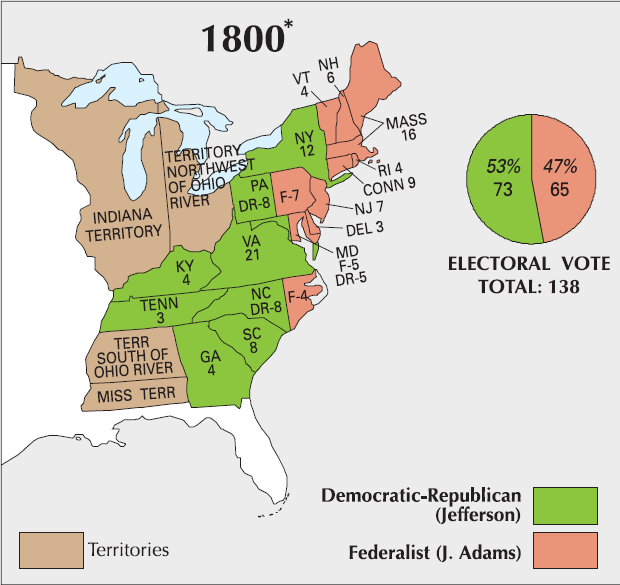 1800*
NH
6
VT
4
MASS
16
NY
12
TERRITORY
NORTHWEST
OF OHIO
RIVER
RI 4
CONN 9
PA
DR-8
F-7
NJ 7
INDIANA
TERRITORY
DEL 3
MD
F-5
DR-5
VA
21
KY
4
TENN
3
NC
DR-8
F-4
SC
8
GA
4
TERR
SOUTH OF
OHIO RIVER
MISS TERR
53%
73
47%
65
ELECTORAL VOTE
TOTAL: 138
Democratic-Republican
(Jefferson)
Federalist (J. Adams)
Territories